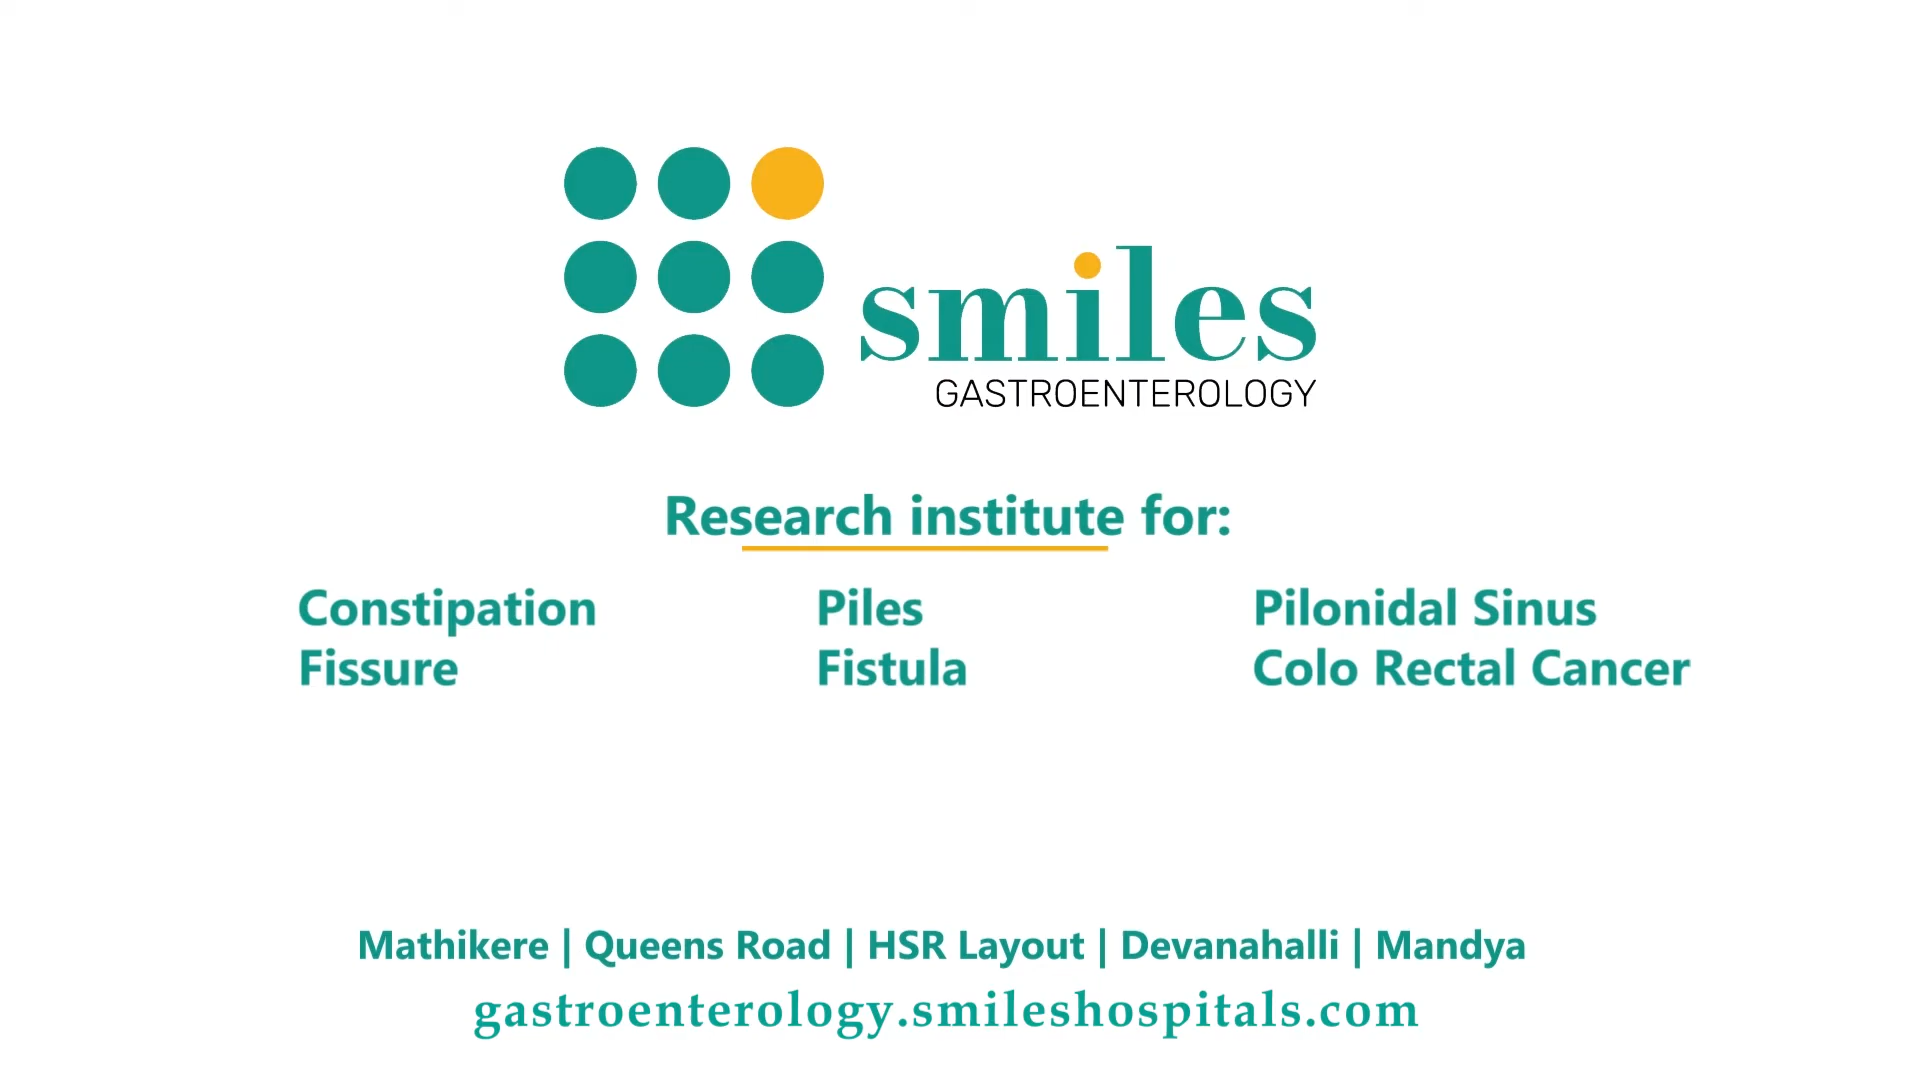 smiles
GASTROENTEROLOGY
Research institute for:
Constipation Piles Pilonidal Sinus
Fissure Fistula Colo Rectal Cancer
Mathikere | Queens Road | HSR Layout | Devanahalli | Mandya
gastroenterology.smileshospitals.com